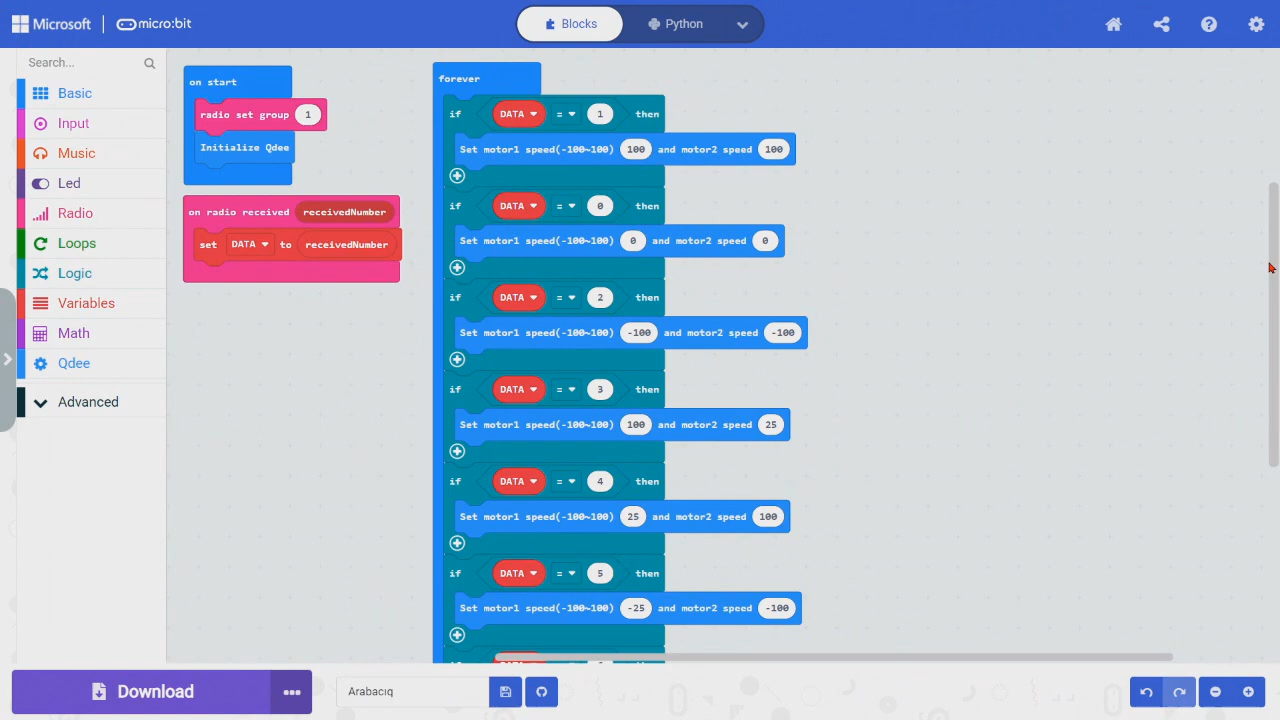 Microsoft | micro:bit
Blocks
Python
Search...
Basic
Input
Music
Led
Radio
Loops
Logic
Variables
Math
Qdee
Advanced
on start
radio set group 1
Initialize Qdee
on radio received receivedNumber
set DATA to receivedNumber
forever
if DATA = 1 then
Set motor1 speed(-100~100) 100 and motor2 speed 100
if DATA = 0 then
Set motor1 speed(-100~100) 0 and motor2 speed 0
if DATA = 2 then
Set motor1 speed(-100~100) -100 and motor2 speed -100
if DATA = 3 then
Set motor1 speed(-100~100) 100 and motor2 speed 25
if DATA = 4 then
Set motor1 speed(-100~100) 25 and motor2 speed 100
if DATA = 5 then
Set motor1 speed(-100~100) -25 and motor2 speed -100
Download
Arabacıq